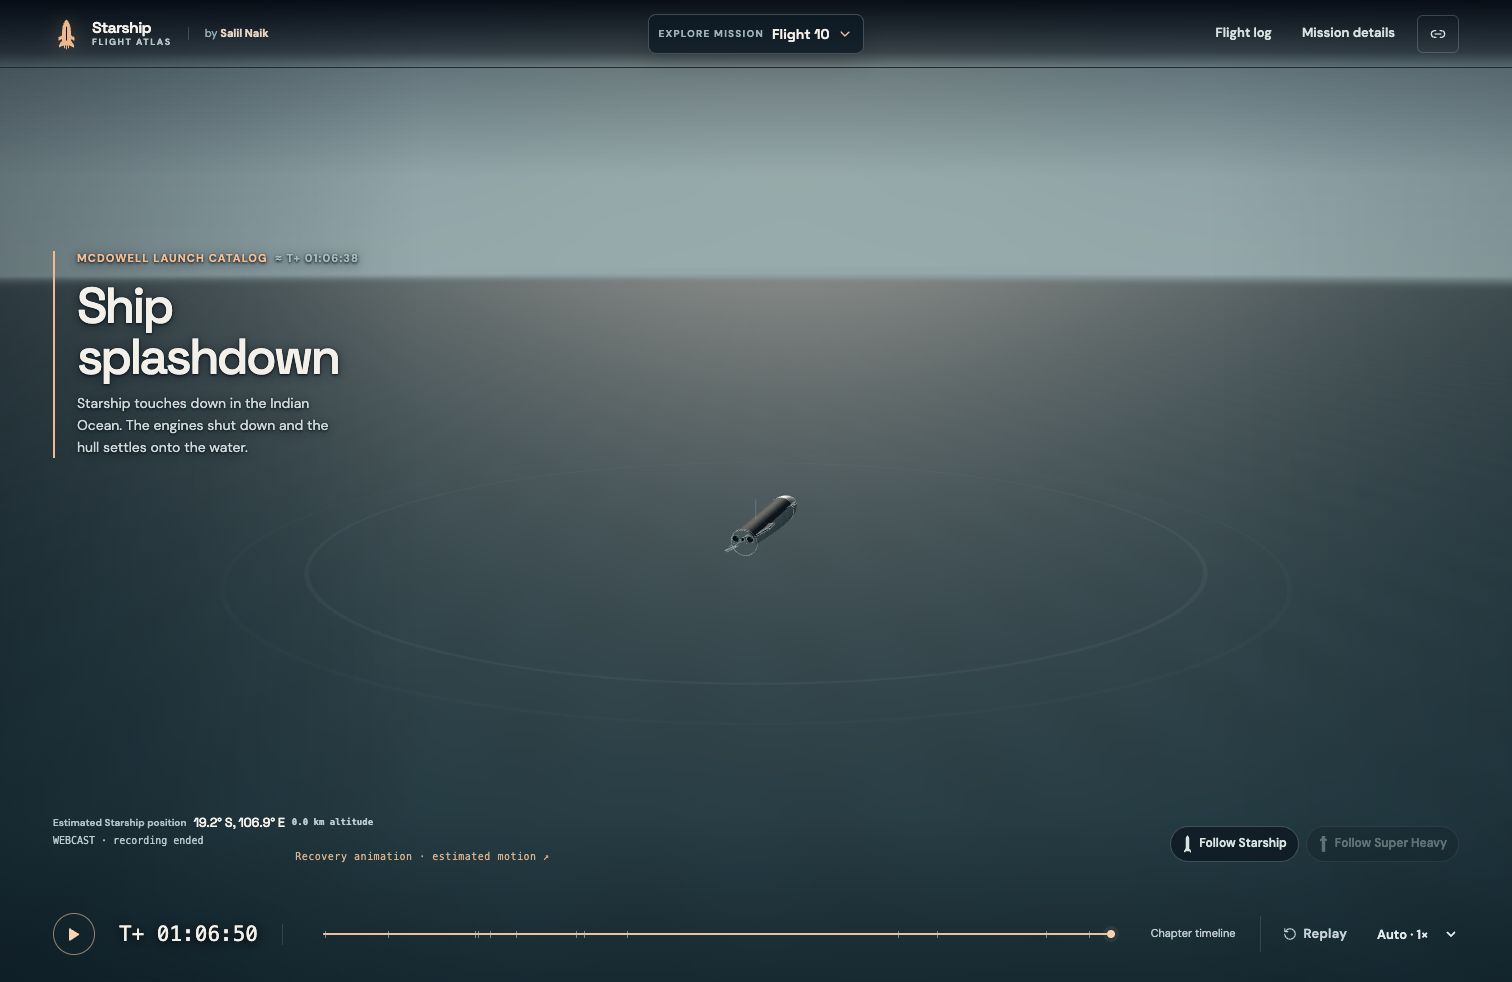 Starship
FLIGHT ATLAS
by Salil Naik
EXPLORE MISSION Flight 10
Flight log
Mission details
MCDOWELL LAUNCH CATALOG ≈ T+ 01:06:38
Ship
splashdown
Starship touches down in the Indian
Ocean. The engines shut down and the
hull settles onto the water.
Estimated Starship position 19.2° S, 106.9° E 0.0 km altitude
WEBCAST · recording ended
Recovery animation · estimated motion ↗
Follow Starship
Follow Super Heavy
T+ 01:06:50
Chapter timeline
Replay
Auto · 1×